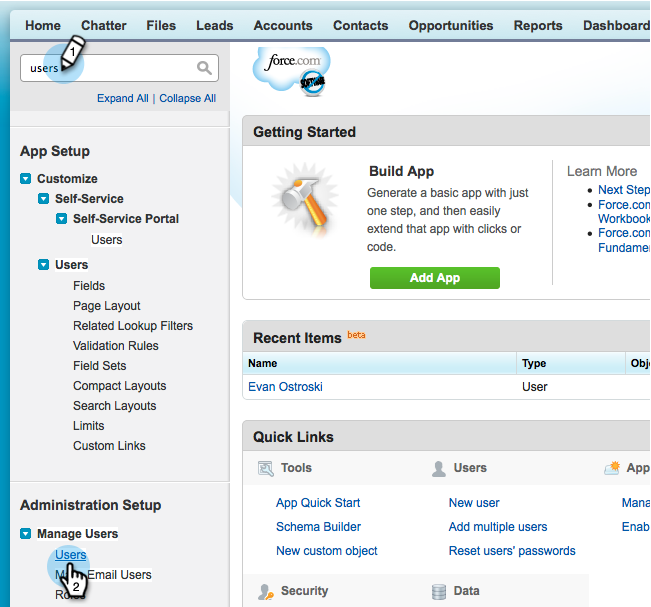 Home Chatter Files Leads Accounts Contacts Opportunities Reports Dashboard
1
users
Expand All | Collapse All
App Setup
Customize
Self-Service
Self-Service Portal
Users
Users
Fields
Page Layout
Related Lookup Filters
Validation Rules
Field Sets
Compact Layouts
Search Layouts
Limits
Custom Links
Administration Setup
Manage Users
Users
Email Users
2
force.com
SOFTWARE
Getting Started
Build App
Generate a basic app with just
one step, and then easily
extend that app with clicks or
code.
Add App
Learn More
Next Step
Force.com
Workbook
Force.com
Fundame
Recent Items beta
Name Type Obj
Evan Ostroski User
Quick Links
Tools Users App
App Quick Start New user Mana
Schema Builder Add multiple users Enab
New custom object Reset users' passwords
Security Data